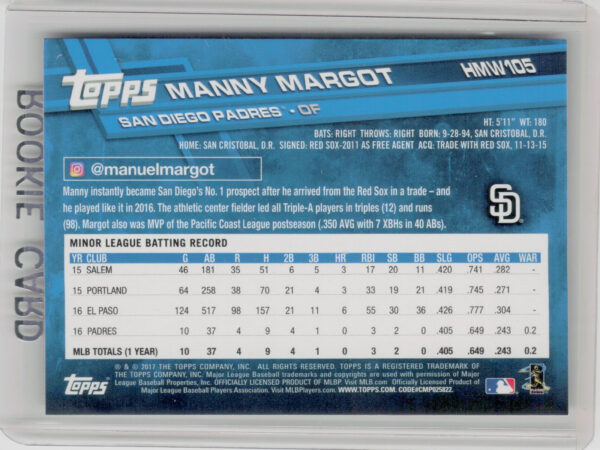 ROOKIE CARD
Topps MANNY MARGOT HMW105
SAN DIEGO PADRES® • OF
HT: 5'11" WT: 180
BATS: RIGHT THROWS: RIGHT BORN: 9-28-94, SAN CRISTOBAL, D.R.
HOME: SAN CRISTOBAL, D.R. SIGNED: RED SOX-2011 AS FREE AGENT ACQ: TRADE WITH RED SOX, 11-13-15
@manuelmargot
Manny instantly became San Diego's No. 1 prospect after he arrived from the Red Sox in a trade – and
he played like it in 2016. The athletic center fielder led all Triple-A players in triples (12) and runs
(98). Margot also was MVP of the Pacific Coast League postseason (.350 AVG with 7 XBHs in 40 ABs).
SD
MINOR LEAGUE BATTING RECORD
YR CLUB G AB R H 2B 3B HR RBI SB BB SLG OPS AVG WAR
15 SALEM 46 181 35 51 6 5 3 17 20 11 .420 .741 .282 -
15 PORTLAND 64 258 38 70 21 4 3 33 19 21 .419 .745 .271 -
16 EL PASO 124 517 98 157 21 11 6 55 30 36 .426 .777 .304 -
16 PADRES 10 37 4 9 4 1 0 3 2 0 .405 .649 .243 0.2
MLB TOTALS (1 YEAR) 10 37 4 9 4 1 0 3 2 0 .405 .649 .243 0.2
® & © 2017 THE TOPPS COMPANY, INC. ALL RIGHTS RESERVED. TOPPS IS A REGISTERED TRADEMARK OF
THE TOPPS COMPANY, INC. Major League Baseball trademarks and copyrights are used with permission of Major
League Baseball Properties, Inc. OFFICIALLY LICENSED PRODUCT OF MLBP Visit MLB.com. Officially Licensed Product of
Major League Baseball Players Association. Visit MLBPlayers.com. WWW.TOPPS.COM. CODE#CMP025822.
Topps